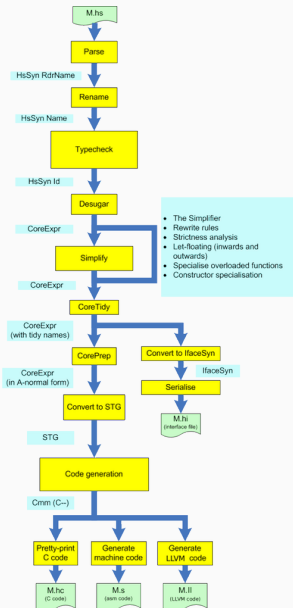 M.hs
Parse
HsSyn RdrName
Rename
HsSyn Name
Typecheck
HsSyn Id
Desugar
CoreExpr
Simplify
CoreExpr
• The Simplifier
• Rewrite rules
• Strictness analysis
• Let-floating (inwards and
outwards)
• Specialise overloaded functions
• Constructor specialisation
CoreTidy
CoreExpr
(with tidy names)
CorePrep
Convert to IfaceSyn
CoreExpr
(in A-normal form)
IfaceSyn
Serialise
Convert to STG
M.hi
(interface file)
STG
Code generation
Cmm (C--)
Pretty-print
C code
Generate
machine code
Generate
LLVM code
M.hc
(C code)
M.s
(asm code)
M.ll
(LLVM code)